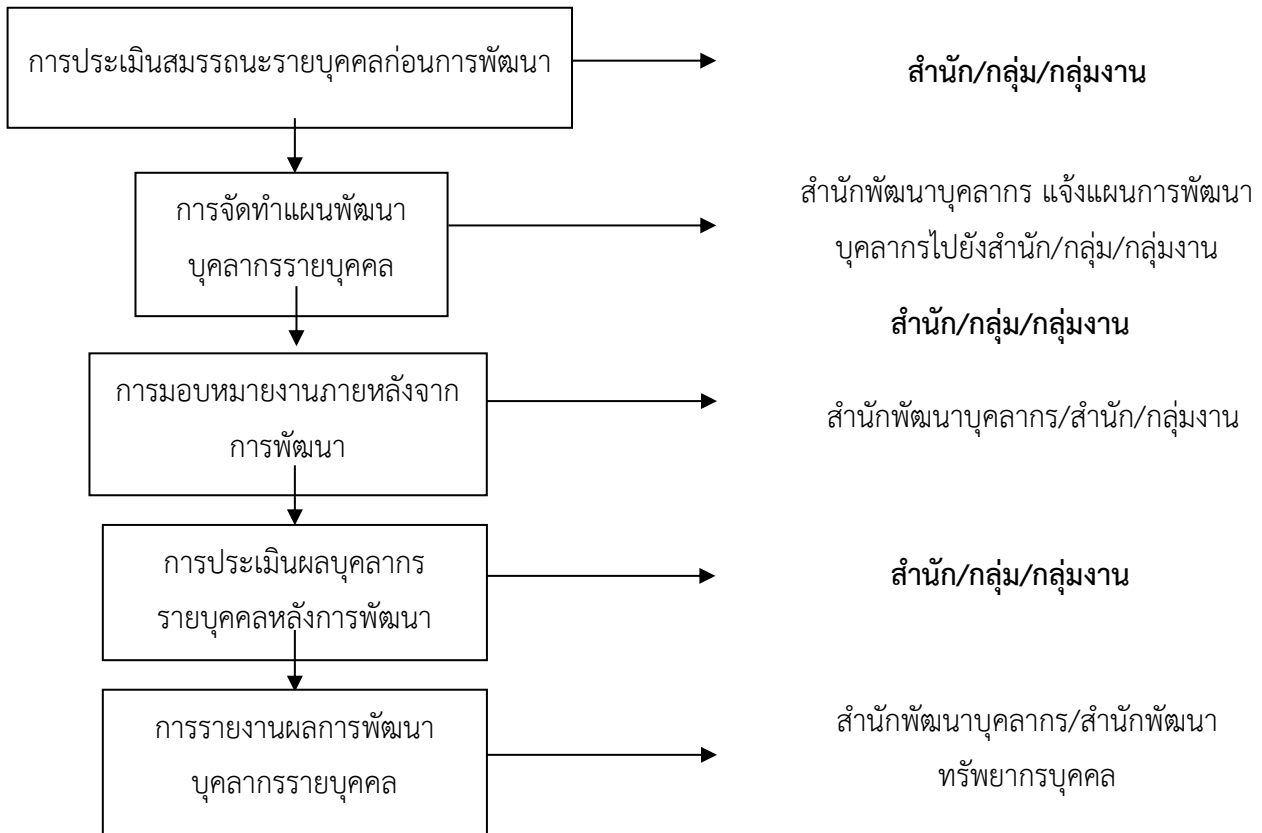 การประเมินสมรรถนะรายบุคคลก่อนการพัฒนา
สำนัก/กลุ่ม/กลุ่มงาน
การจัดทำแผนพัฒนา
บุคลากรรายบุคคล
สำนักพัฒนาบุคลากร แจ้งแผนการพัฒนา
บุคลากรไปยังสำนัก/กลุ่ม/กลุ่มงาน
สำนัก/กลุ่ม/กลุ่มงาน
การมอบหมายงานภายหลังจาก
การพัฒนา
สำนักพัฒนาบุคลากร/สำนัก/กลุ่มงาน
การประเมินผลบุคลากร
รายบุคคลหลังการพัฒนา
สำนัก/กลุ่ม/กลุ่มงาน
การรายงานผลการพัฒนา
บุคลากรรายบุคคล
สำนักพัฒนาบุคลากร/สำนักพัฒนา
ทรัพยากรบุคคล